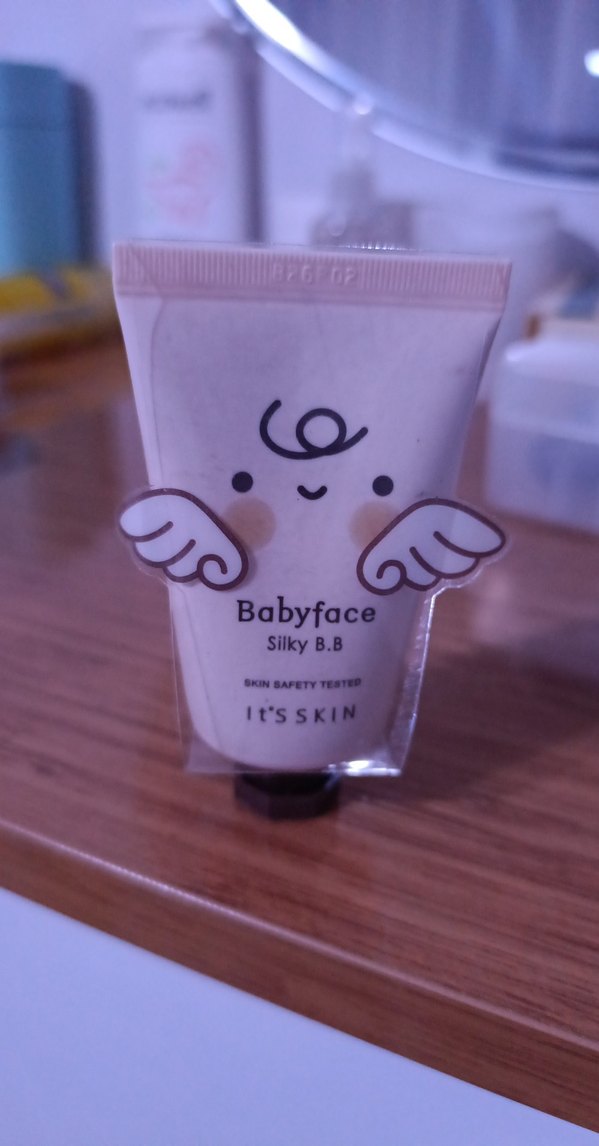 Babyface
Silky B.B
SKIN SAFETY TESTED
It'S SKIN